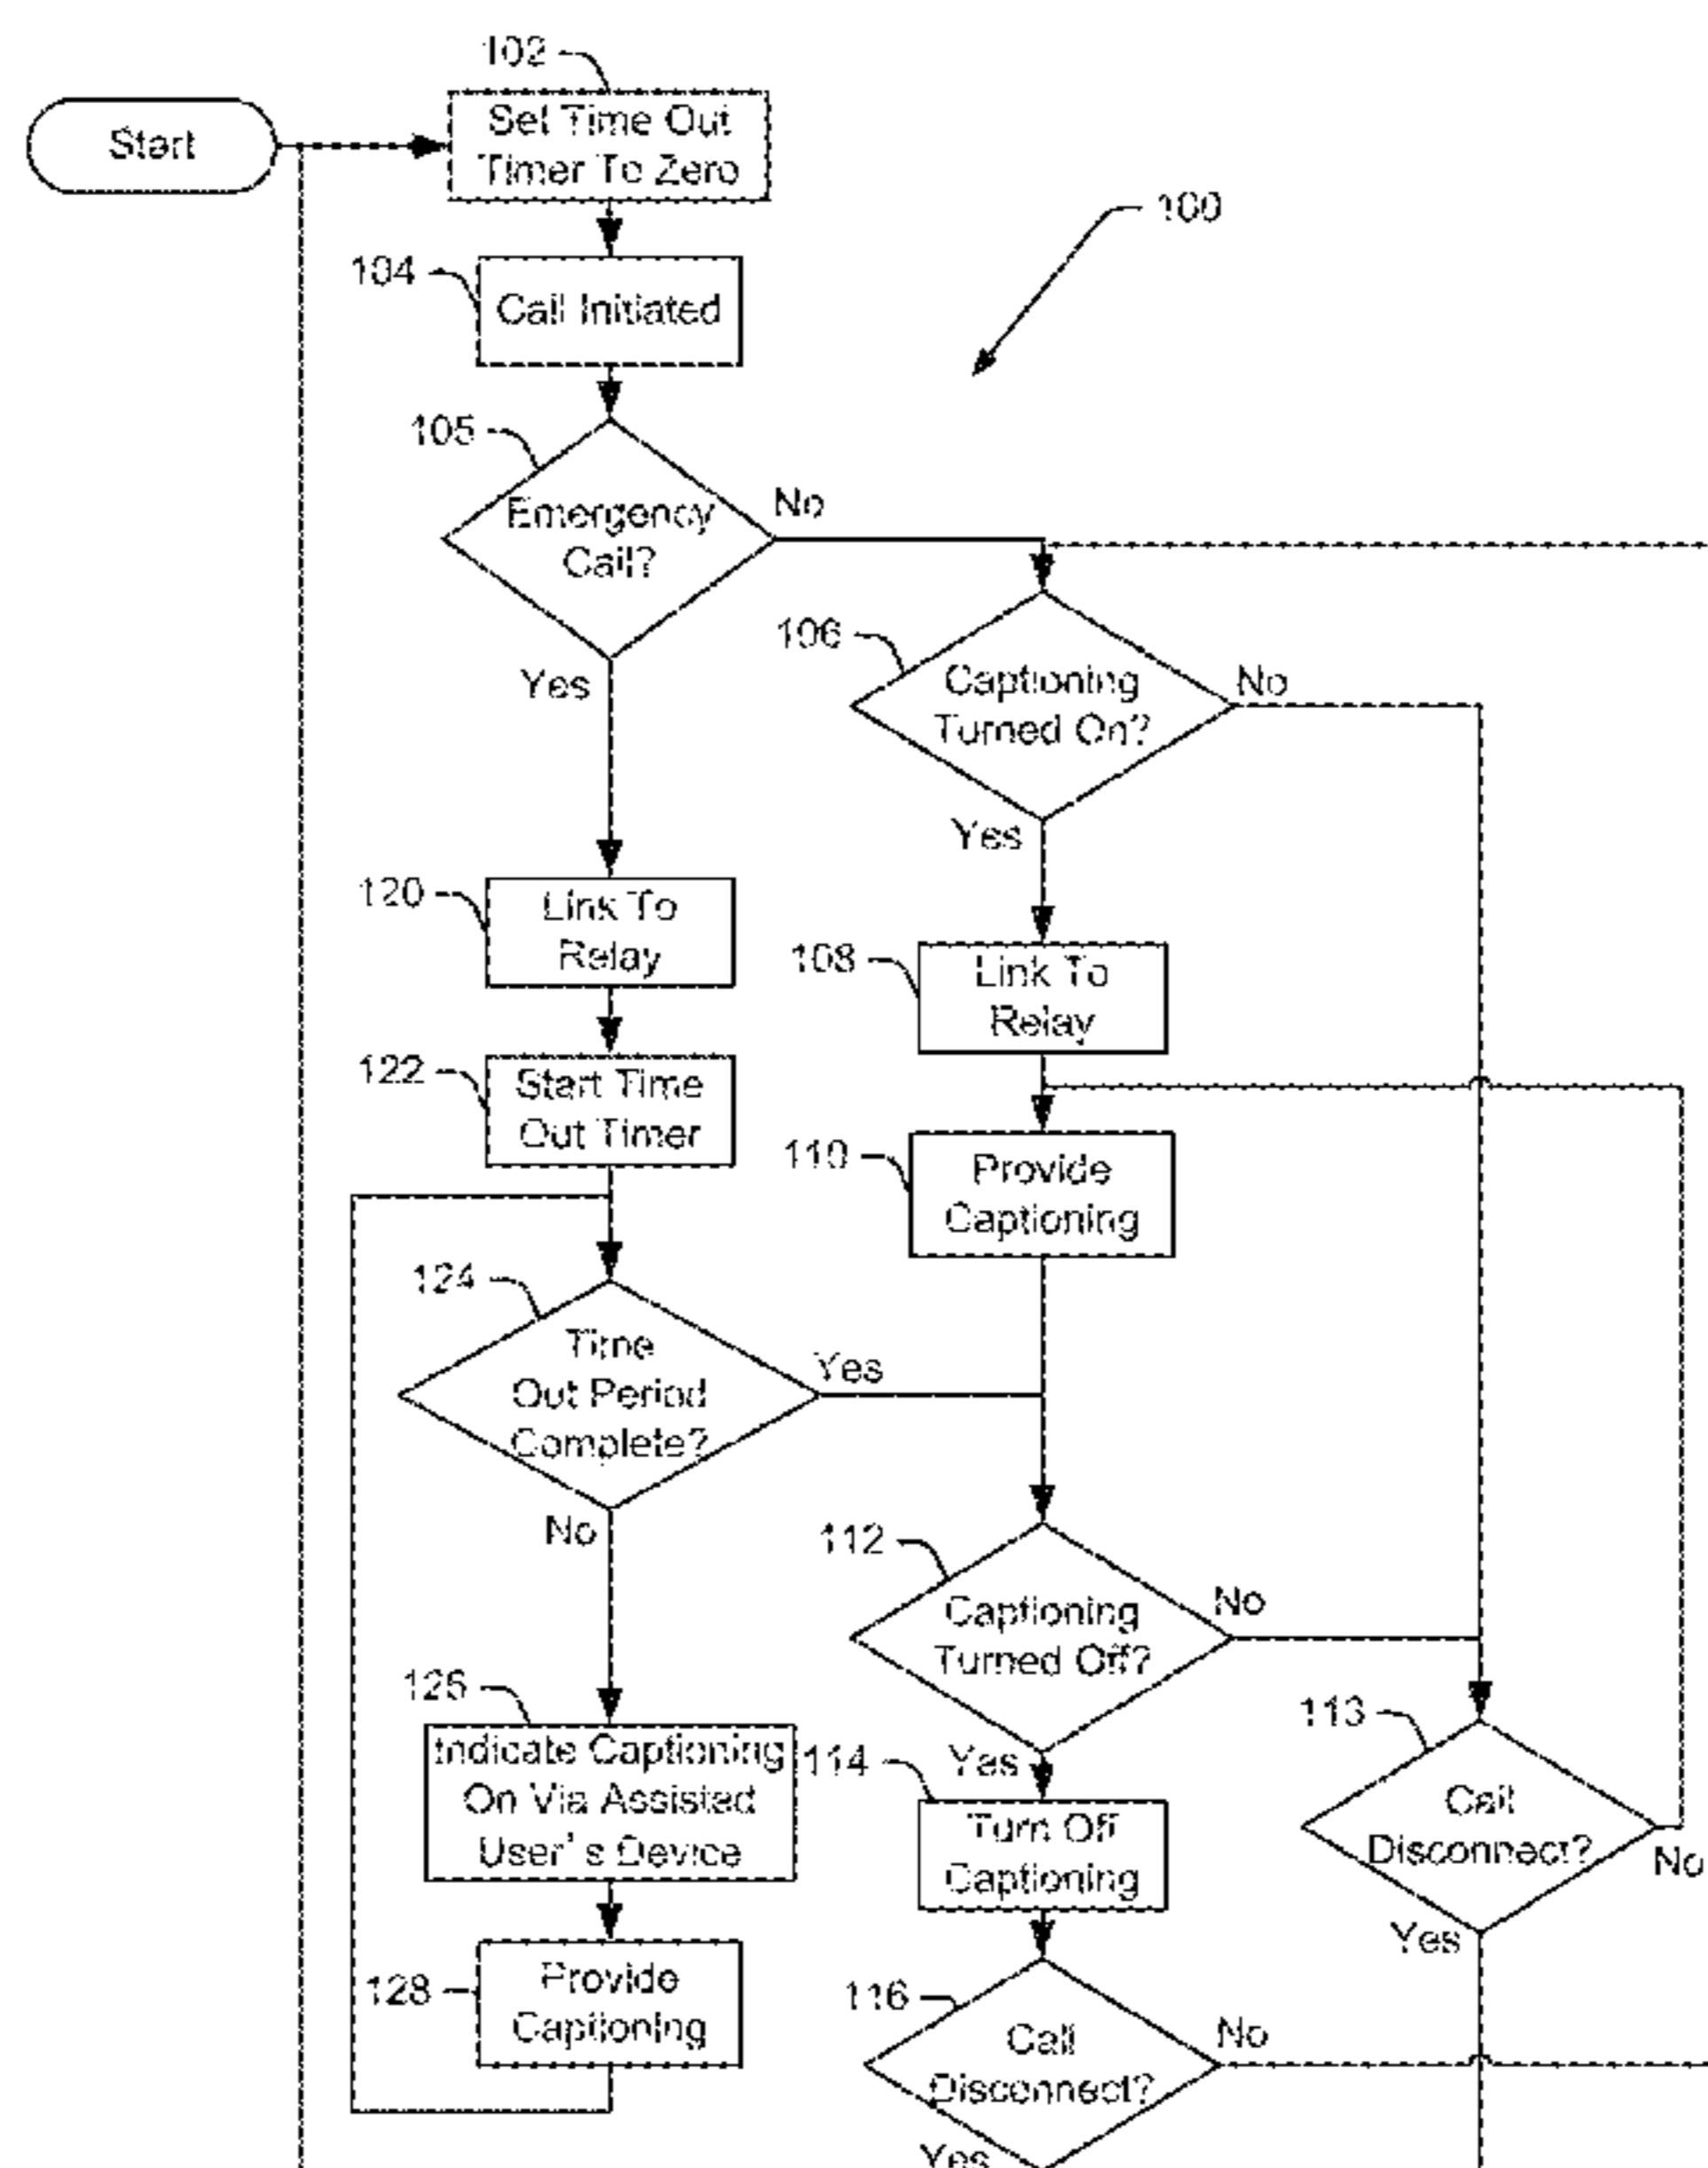 102
Start
Set Time Out
Timer To Zero
100
104
Call Initiated
105
Emergency
Call?
No
Yes
106
Captioning
Turned On?
No
Yes
120
Link To
Relay
108
Link To
Relay
122
Start Time
Out Timer
110
Provide
Captioning
124
Time
Out Period
Complete?
Yes
No
112
Captioning
Turned Off?
No
Yes
126
Indicate Captioning
On Via Assisted
User's Device
114
Turn Off
Captioning
113
Call
Disconnect?
No
Yes
128
Provide
Captioning
116
Call
Disconnect?
No
Yes